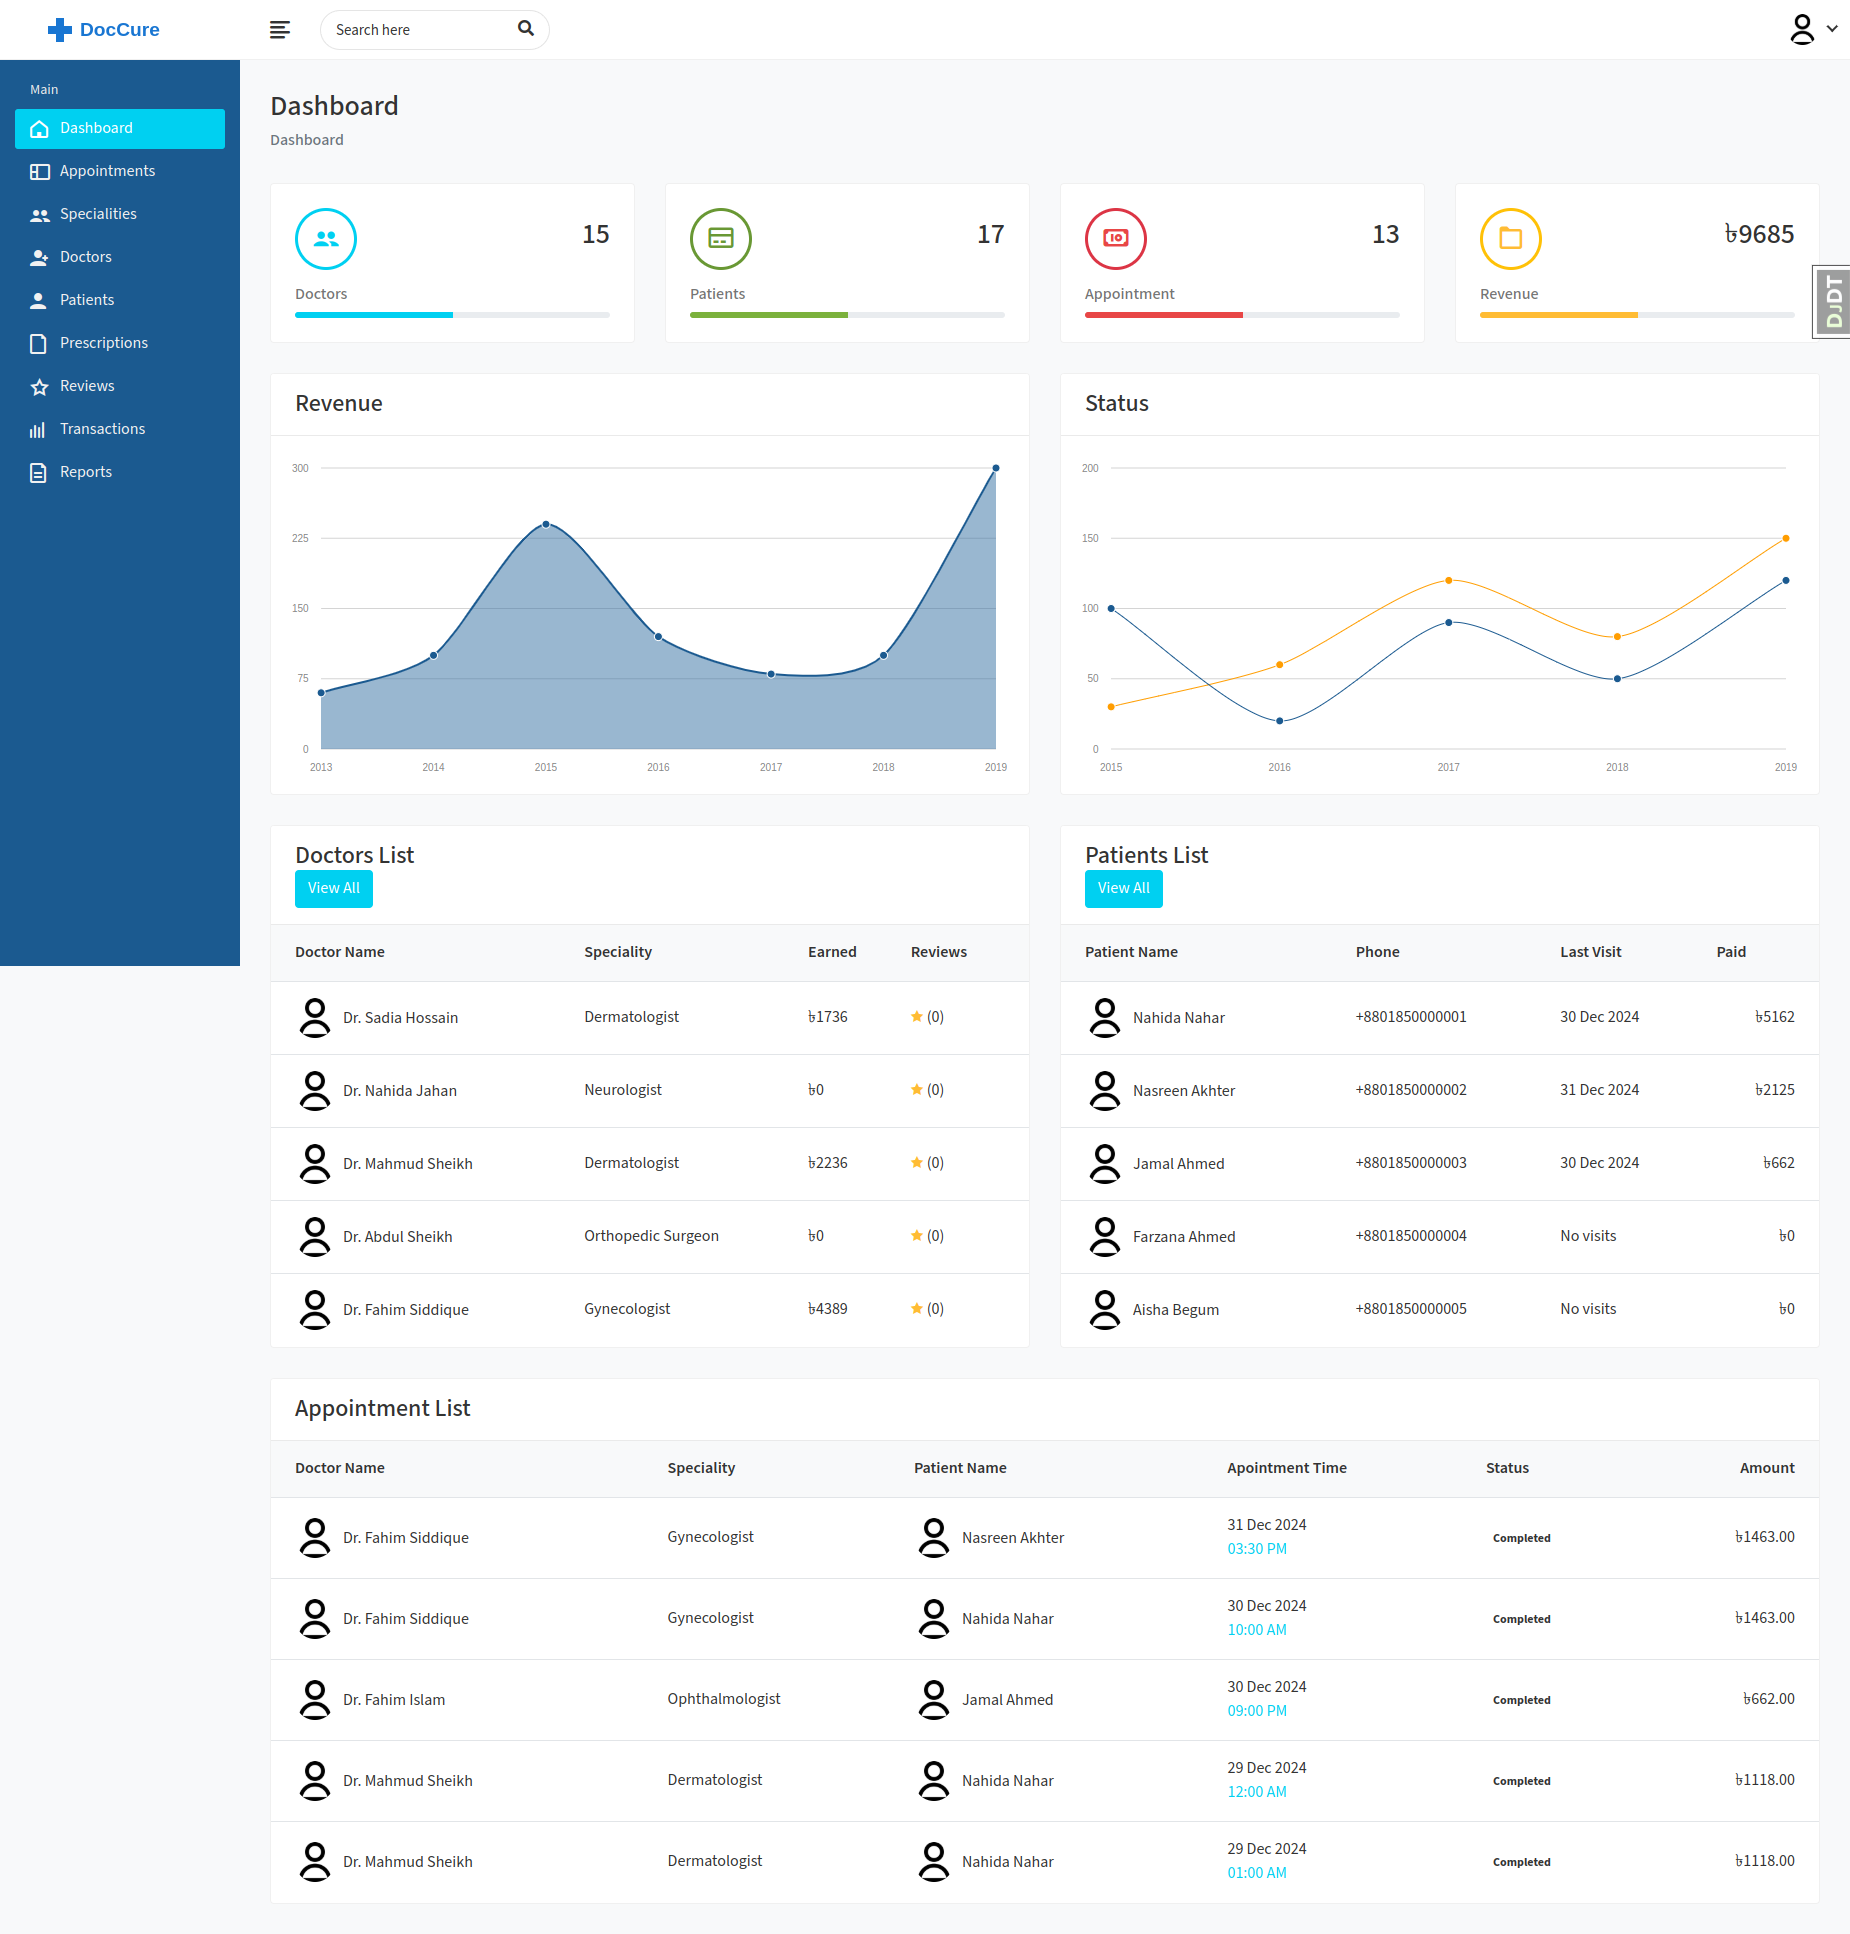 DocCure
Search here
Main
Dashboard
Appointments
Specialities
Doctors
Patients
Prescriptions
Reviews
Transactions
Reports
Dashboard
Dashboard
15
Doctors
17
Patients
13
Appointment
৳9685
Revenue
DJDT
Revenue
300
225
150
75
0
2013 2014 2015 2016 2017 2018 2019
Status
200
150
100
50
0
2015 2016 2017 2018 2019
Doctors List
View All
Doctor Name Speciality Earned Reviews
Dr. Sadia Hossain Dermatologist ৳1736 (0)
Dr. Nahida Jahan Neurologist ৳0 (0)
Dr. Mahmud Sheikh Dermatologist ৳2236 (0)
Dr. Abdul Sheikh Orthopedic Surgeon ৳0 (0)
Dr. Fahim Siddique Gynecologist ৳4389 (0)
Patients List
View All
Patient Name Phone Last Visit Paid
Nahida Nahar +8801850000001 30 Dec 2024 ৳5162
Nasreen Akhter +8801850000002 31 Dec 2024 ৳2125
Jamal Ahmed +8801850000003 30 Dec 2024 ৳662
Farzana Ahmed +8801850000004 No visits ৳0
Aisha Begum +8801850000005 No visits ৳0
Appointment List
Doctor Name Speciality Patient Name Apointment Time Status Amount
Dr. Fahim Siddique Gynecologist Nasreen Akhter 31 Dec 2024 Completed ৳1463.00
03:30 PM
Dr. Fahim Siddique Gynecologist Nahida Nahar 30 Dec 2024 Completed ৳1463.00
10:00 AM
Dr. Fahim Islam Ophthalmologist Jamal Ahmed 30 Dec 2024 Completed ৳662.00
09:00 PM
Dr. Mahmud Sheikh Dermatologist Nahida Nahar 29 Dec 2024 Completed ৳1118.00
12:00 AM
Dr. Mahmud Sheikh Dermatologist Nahida Nahar 29 Dec 2024 Completed ৳1118.00
01:00 AM